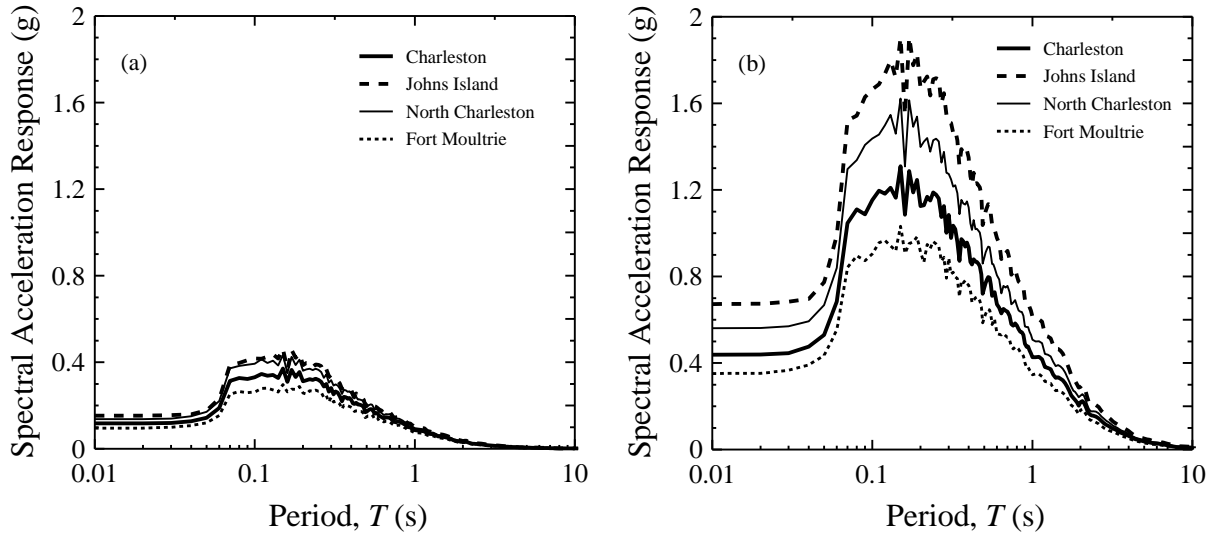 Spectral Acceleration Response (g)
2
1.6
1.2
0.8
0.4
0
(a)
Charleston
Johns Island
North Charleston
Fort Moultrie
0.01 0.1 1 10
Period, T (s)
Spectral Acceleration Response (g)
2
1.6
1.2
0.8
0.4
0
(b)
Charleston
Johns Island
North Charleston
Fort Moultrie
0.01 0.1 1 10
Period, T (s)